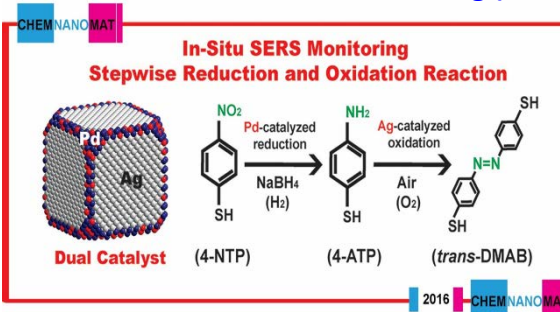 CHEMNANOMAT
In-Situ SERS Monitoring
Stepwise Reduction and Oxidation Reaction
Pd
Ag
Dual Catalyst
NO₂
SH
(4-NTP)
Pd-catalyzed
reduction
NaBH₄
(H₂)
NH₂
SH
(4-ATP)
Ag-catalyzed
oxidation
Air
(O₂)
SH
N=N
SH
(trans-DMAB)
2016 CHEMNANOMA